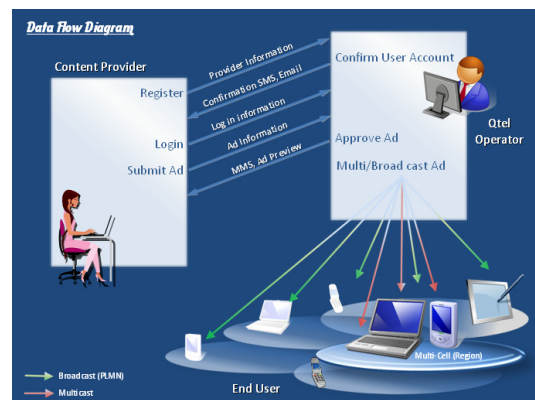 Data Flow Diagram
Content Provider
Register
Login
Submit Ad
Provider Information
Confirmation SMS, Email
Log in information
Ad Information
MMS, Ad Preview
Confirm User Account
Approve Ad
Multi/Broad cast Ad
Qtel
Operator
Multi-Cell (Region)
End User
Broadcast (PLMN)
Multicast